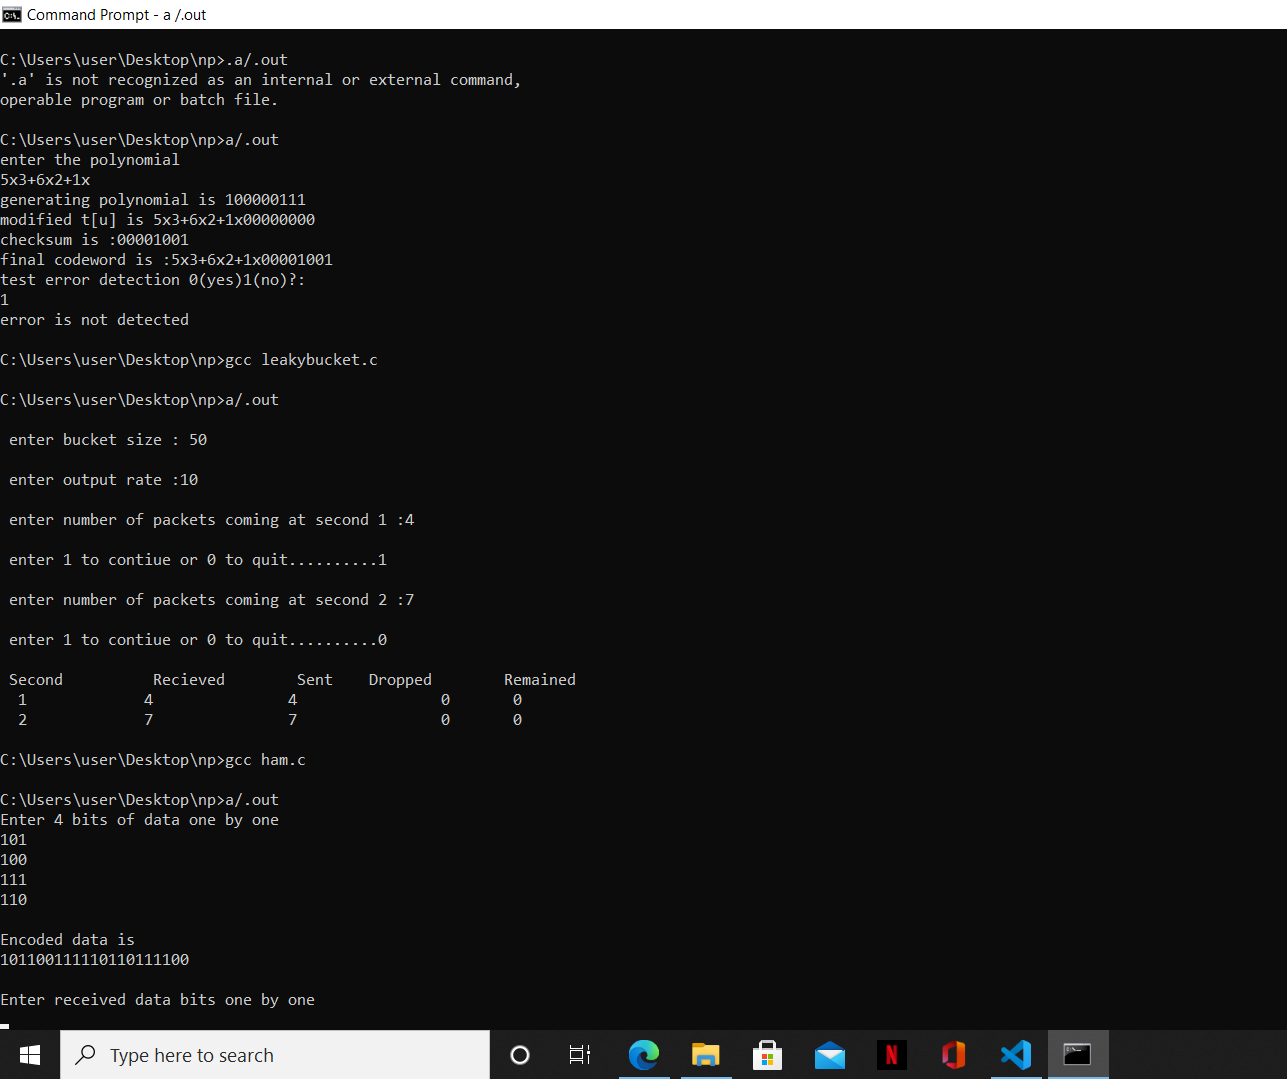 Command Prompt - a /.out
C:\Users\user\Desktop\np>.a/.out
'.a' is not recognized as an internal or external command,
operable program or batch file.
C:\Users\user\Desktop\np>a/.out
enter the polynomial
5x3+6x2+1x
generating polynomial is 100000111
modified t[u] is 5x3+6x2+1x00000000
checksum is :00001001
final codeword is :5x3+6x2+1x00001001
test error detection 0(yes)1(no)?:
1
error is not detected
C:\Users\user\Desktop\np>gcc leakybucket.c
C:\Users\user\Desktop\np>a/.out
enter bucket size : 50
enter output rate :10
enter number of packets coming at second 1 :4
enter 1 to contiue or 0 to quit..........1
enter number of packets coming at second 2 :7
enter 1 to contiue or 0 to quit..........0
Second Recieved Sent Dropped Remained
1 4 4 0 0
2 7 7 0 0
C:\Users\user\Desktop\np>gcc ham.c
C:\Users\user\Desktop\np>a/.out
Enter 4 bits of data one by one
101
100
111
110
Encoded data is
101100111110110111100
Enter received data bits one by one
Type here to search